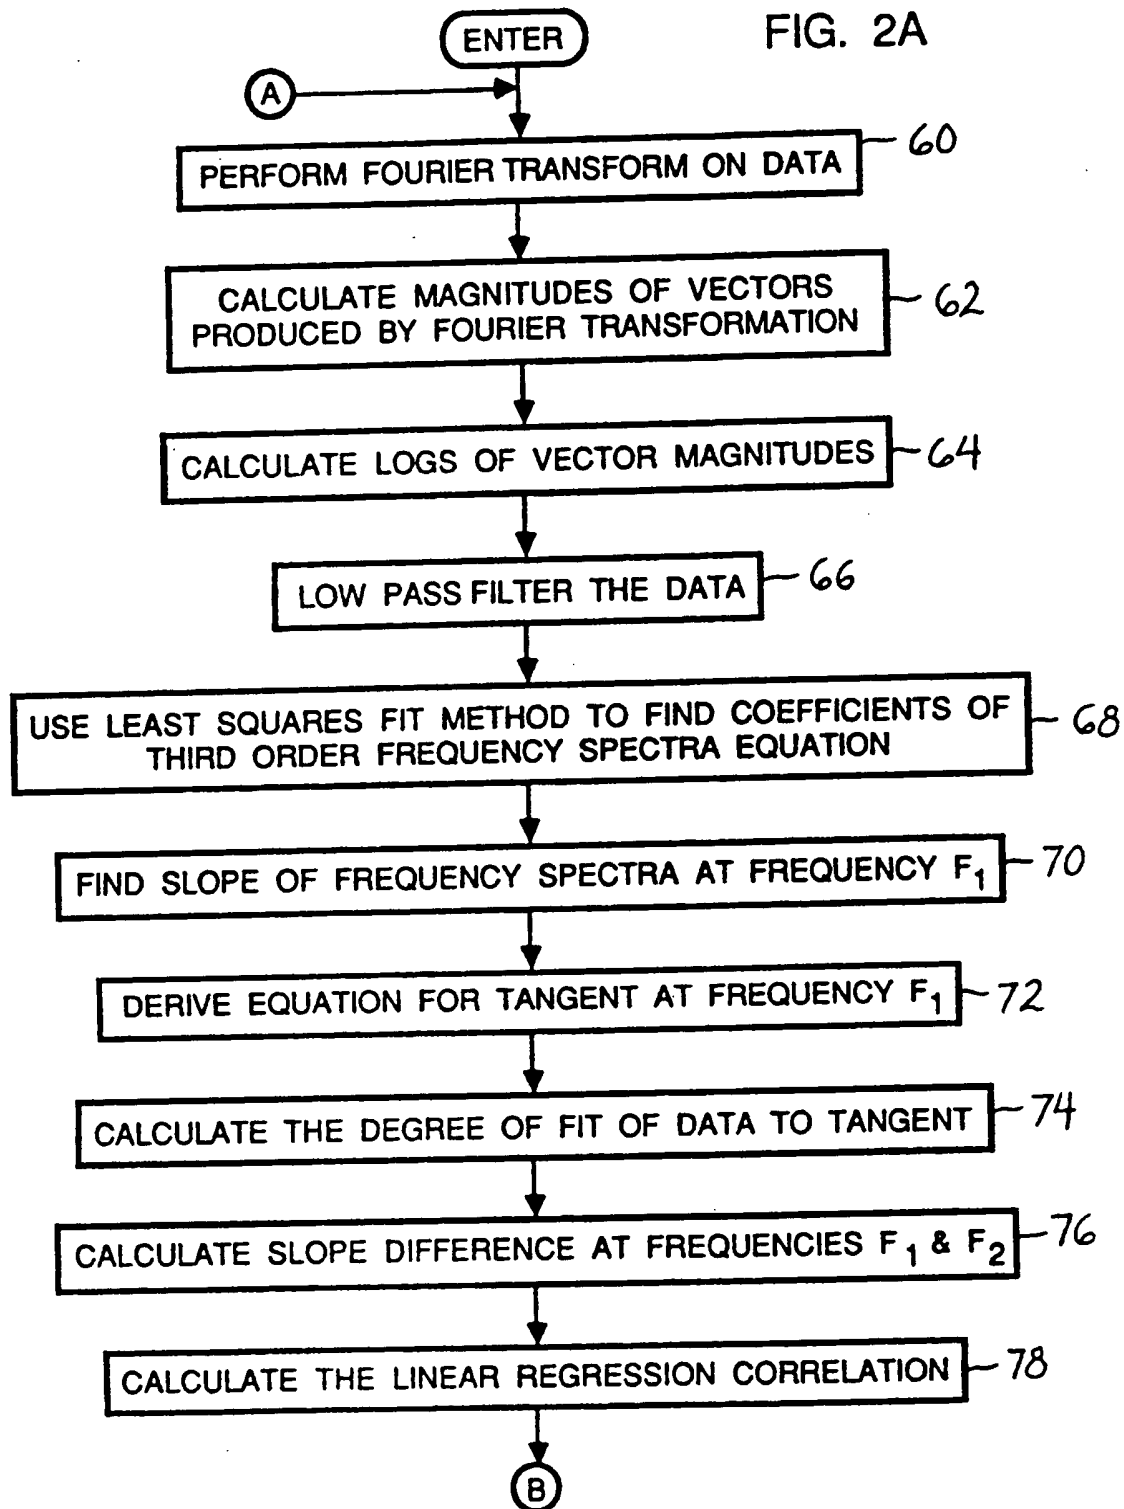 FIG. 2A
ENTER
A
PERFORM FOURIER TRANSFORM ON DATA
60
CALCULATE MAGNITUDES OF VECTORS
PRODUCED BY FOURIER TRANSFORMATION
62
CALCULATE LOGS OF VECTOR MAGNITUDES
64
LOW PASS FILTER THE DATA
66
USE LEAST SQUARES FIT METHOD TO FIND COEFFICIENTS OF
THIRD ORDER FREQUENCY SPECTRA EQUATION
68
FIND SLOPE OF FREQUENCY SPECTRA AT FREQUENCY F₁
70
DERIVE EQUATION FOR TANGENT AT FREQUENCY F₁
72
CALCULATE THE DEGREE OF FIT OF DATA TO TANGENT
74
CALCULATE SLOPE DIFFERENCE AT FREQUENCIES F₁ & F₂
76
CALCULATE THE LINEAR REGRESSION CORRELATION
78
B